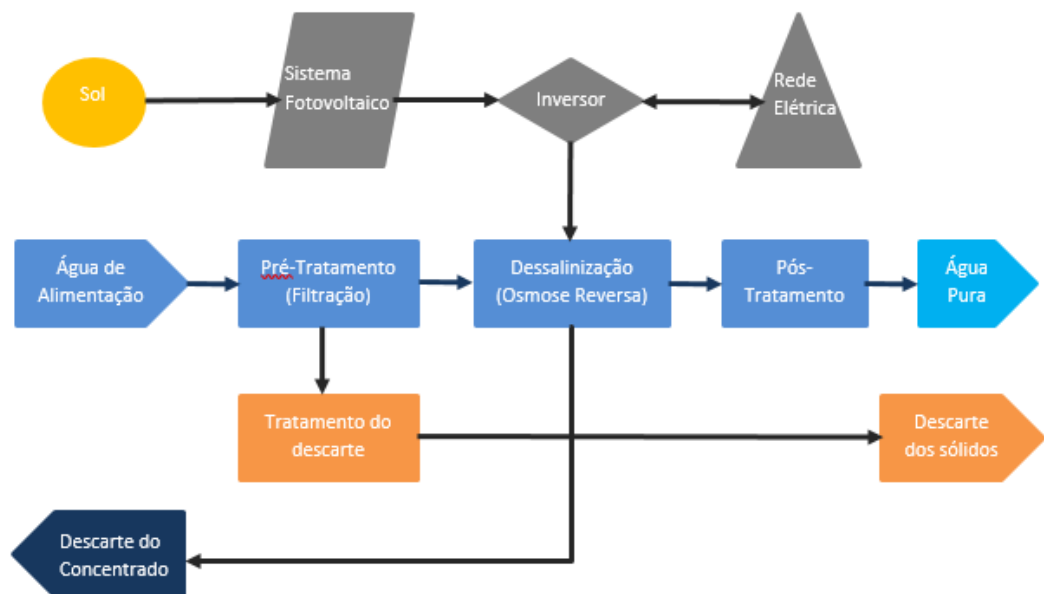 Sol
Sistema
Fotovoltaico
Inversor
Rede
Elétrica
Água de
Alimentação
Pré-Tratamento
(Filtração)
Dessalinização
(Osmose Reversa)
Pós-
Tratamento
Água
Pura
Tratamento do
descarte
Descarte
dos sólidos
Descarte do
Concentrado